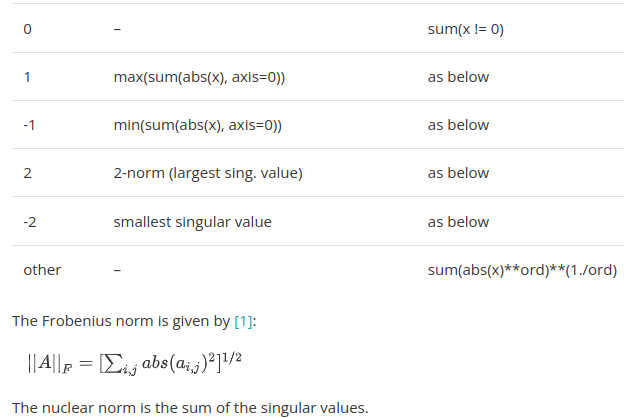 0 – sum(x != 0)
1 max(sum(abs(x), axis=0)) as below
-1 min(sum(abs(x), axis=0)) as below
2 2-norm (largest sing. value) as below
-2 smallest singular value as below
other – sum(abs(x)**ord)**(1./ord)
The Frobenius norm is given by [1]:
||A||_F = [∑_{i,j} abs(a_{i,j})^2]^{1/2}
The nuclear norm is the sum of the singular values.